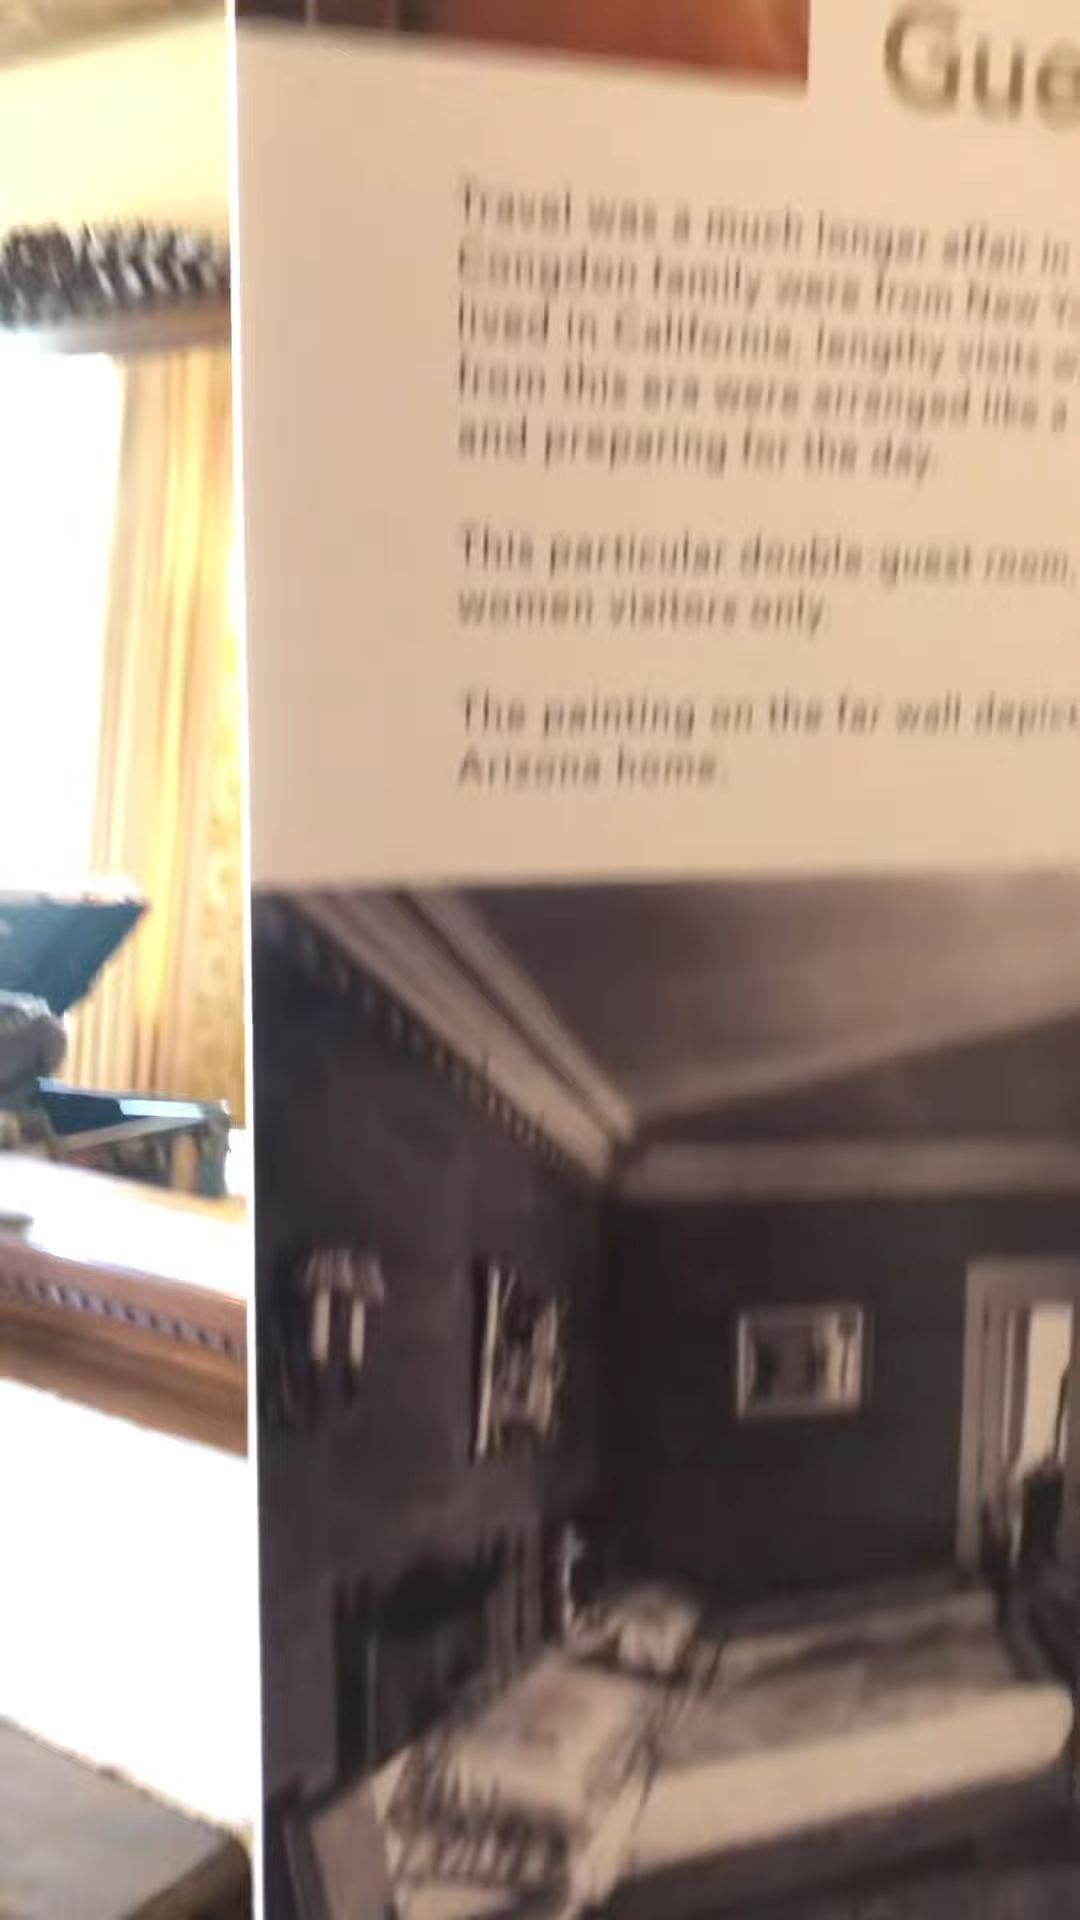 Gue
Travel was a much longer affair in
Congdon family were from New Y
lived in California, lengthy visits w
from this era were arranged like a
and preparing for the day.
This particular double guest room,
women visitors only.
The painting on the far wall depict
Arizona home.